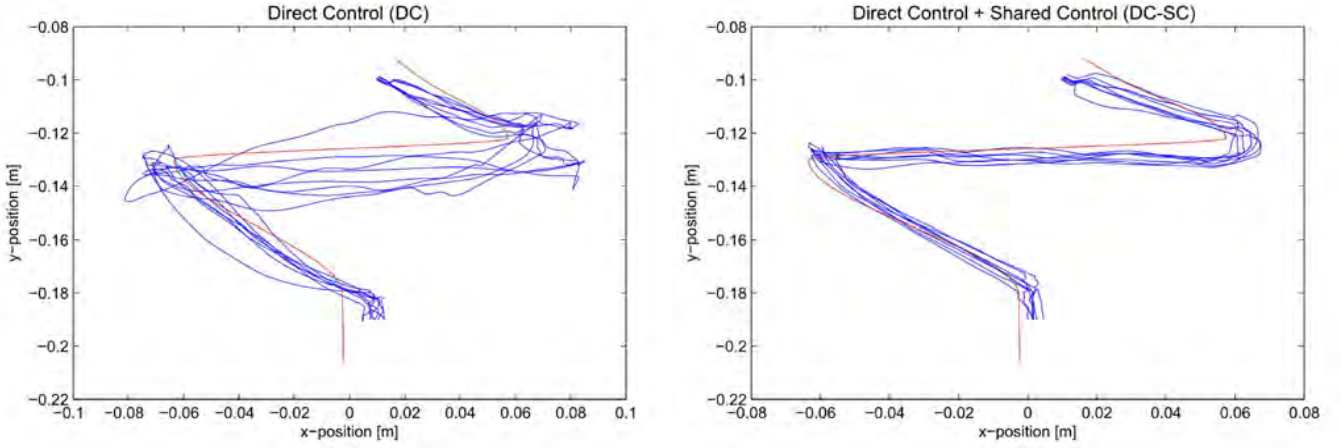 Direct Control (DC)
−0.08
−0.1
−0.12
−0.14
−0.16
−0.18
−0.2
−0.22
y−position [m]
−0.1 −0.08 −0.06 −0.04 −0.02 0 0.02 0.04 0.06 0.08 0.1
x−position [m]
Direct Control + Shared Control (DC-SC)
−0.08
−0.1
−0.12
−0.14
−0.16
−0.18
−0.2
−0.22
y−position [m]
−0.08 −0.06 −0.04 −0.02 0 0.02 0.04 0.06 0.08
x−position [m]